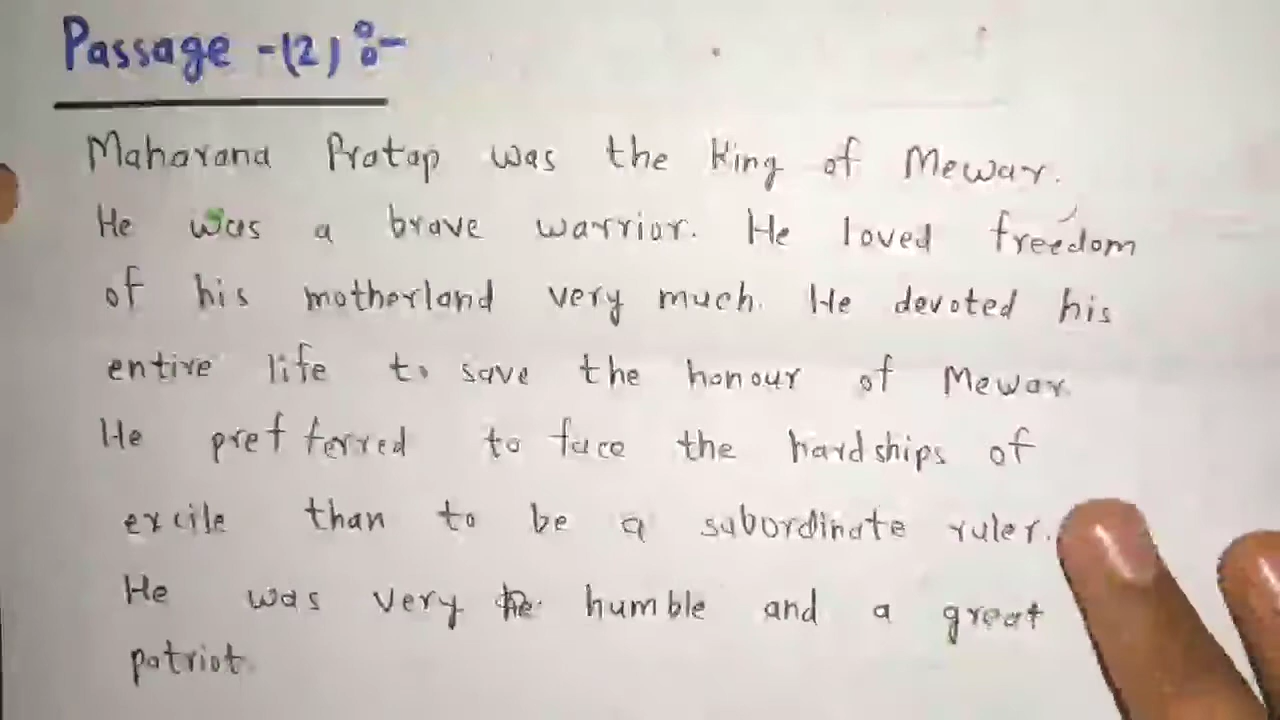 Passage -(2) :-
Maharana Pratap was the King of Mewar.
He was a brave warrior. He loved freedom
of his motherland very much. He devoted his
entire life to save the honour of Mewar.
He prefferred to face the hardships of
excile than to be a subordinate ruler.
He was very humble and a great
patriot.